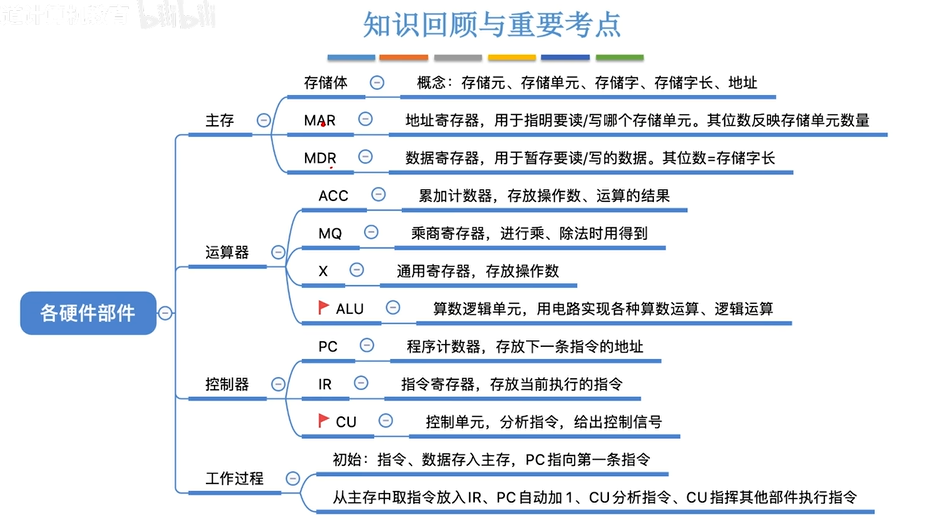 bilibili
知识回顾与重要考点
存储体
概念：存储元、存储单元、存储字、存储字长、地址
主存
MAR
地址寄存器，用于指明要读/写哪个存储单元。其位数反映存储单元数量
MDR
数据寄存器，用于暂存要读/写的数据。其位数=存储字长
ACC
累加计数器，存放操作数、运算的结果
MQ
乘商寄存器，进行乘、除法时用得到
运算器
X
通用寄存器，存放操作数
ALU
算数逻辑单元，用电路实现各种算数运算、逻辑运算
各硬件部件
PC
程序计数器，存放下一条指令的地址
控制器
IR
指令寄存器，存放当前执行的指令
CU
控制单元，分析指令，给出控制信号
工作过程
初始：指令、数据存入主存，PC指向第一条指令
从主存中取指令放入IR、PC自动加1、CU分析指令、CU指挥其他部件执行指令